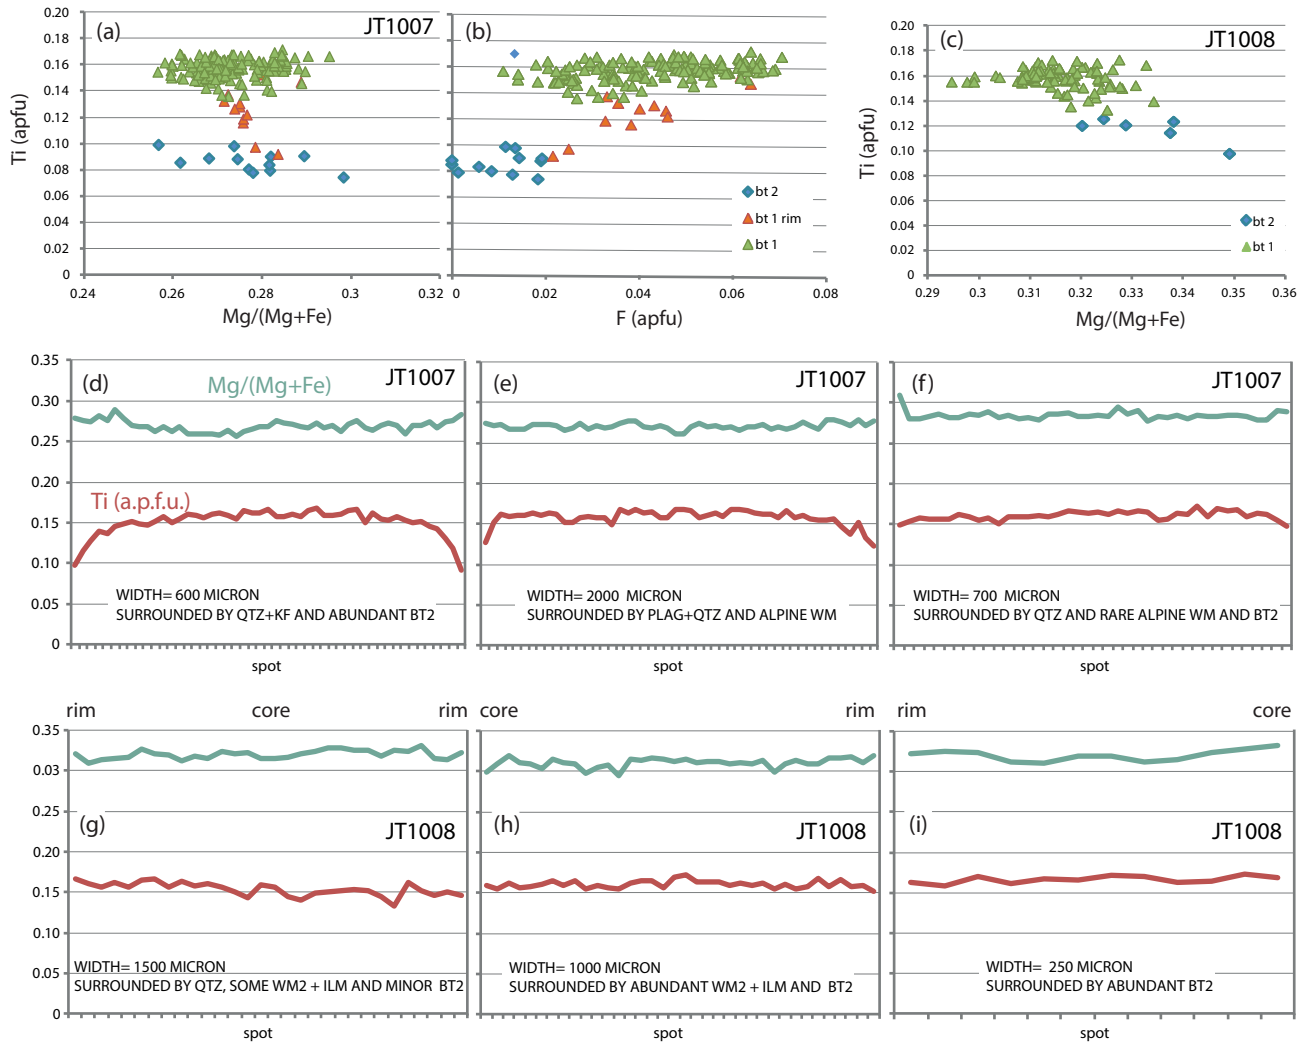 (a) JT1007
0.20
0.18
0.16
0.14
0.12
0.10
0.08
0.06
0.04
0.02
0
Ti (apfu)
0.24 0.26 0.28 0.3 0.32
Mg/(Mg+Fe)
(b)
bt 2
bt 1 rim
bt 1
0 0.02 0.04 0.06 0.08
F (apfu)
(c) JT1008
0.20
0.18
0.16
0.14
0.12
0.10
0.08
0.06
0.04
0.02
0
Ti (apfu)
bt 2
bt 1
0.29 0.3 0.31 0.32 0.33 0.34 0.35 0.36
Mg/(Mg+Fe)
0.35
0.30
0.25
0.20
0.15
0.10
0.05
0
(d) Mg/(Mg+Fe) JT1007
Ti (a.p.f.u.)
WIDTH= 600 MICRON
SURROUNDED BY QTZ+KF AND ABUNDANT BT2
spot
(e) JT1007
WIDTH= 2000 MICRON
SURROUNDED BY PLAG+QTZ AND ALPINE WM
spot
(f) JT1007
WIDTH= 700 MICRON
SURROUNDED BY QTZ AND RARE ALPINE WM AND BT2
spot
rim core rim
0.35
0.03
0.25
0.20
0.15
0.10
0.05
0
(g) JT1008
WIDTH= 1500 MICRON
SURROUNDED BY QTZ, SOME WM2 + ILM AND MINOR BT2
spot
core rim
(h) JT1008
WIDTH= 1000 MICRON
SURROUNDED BY ABUNDANT WM2 + ILM AND BT2
spot
rim core
(i) JT1008
WIDTH= 250 MICRON
SURROUNDED BY ABUNDANT BT2
spot